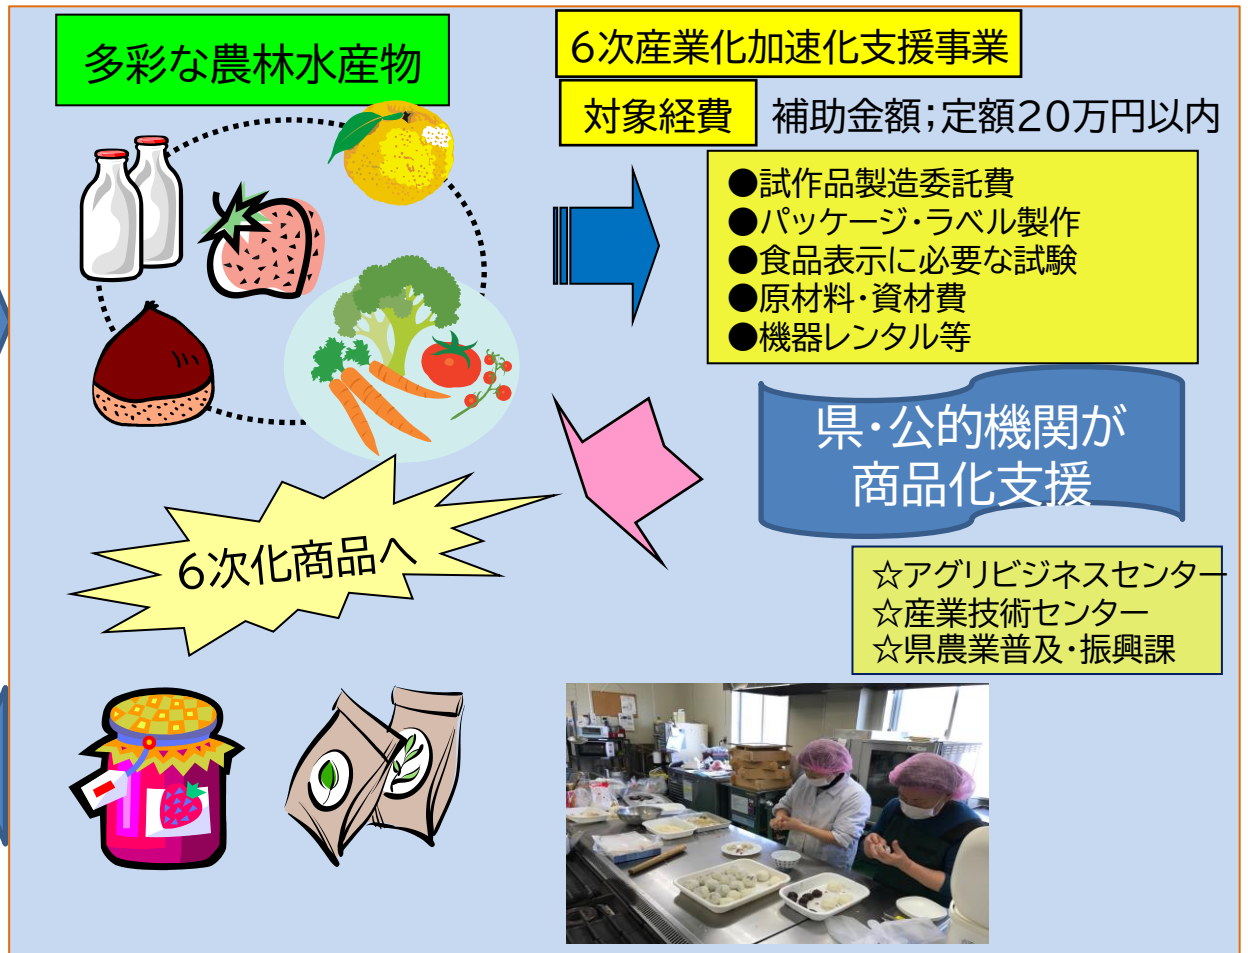 多彩な農林水産物
6次産業化加速化支援事業
対象経費
補助金額;定額20万円以内
●試作品製造委託費
●パッケージ・ラベル製作
●食品表示に必要な試験
●原材料・資材費
●機器レンタル等
県・公的機関が
商品化支援
6次化商品へ
☆アグリビジネスセンター
☆産業技術センター
☆県農業普及・振興課